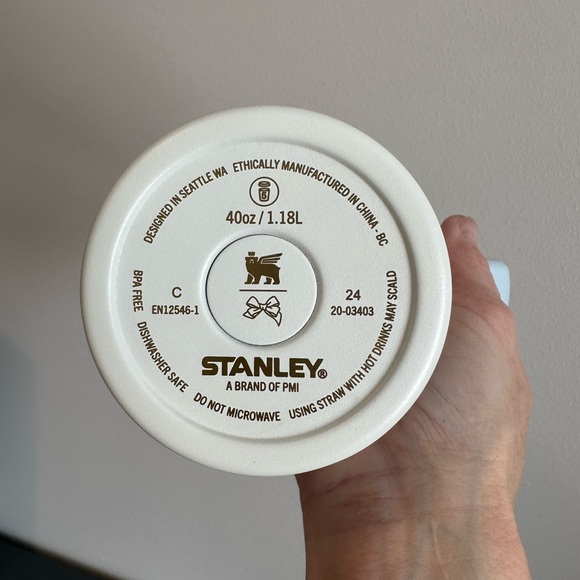 DESIGNED IN SEATTLE WA ETHICALLY MANUFACTURED IN CHINA - BC
40oz / 1.18L
C
EN12546-1
24
20-03403
STANLEY®
A BRAND OF PMI
BPA FREE DISHWASHER SAFE DO NOT MICROWAVE USING STRAW WITH HOT DRINKS MAY SCALD